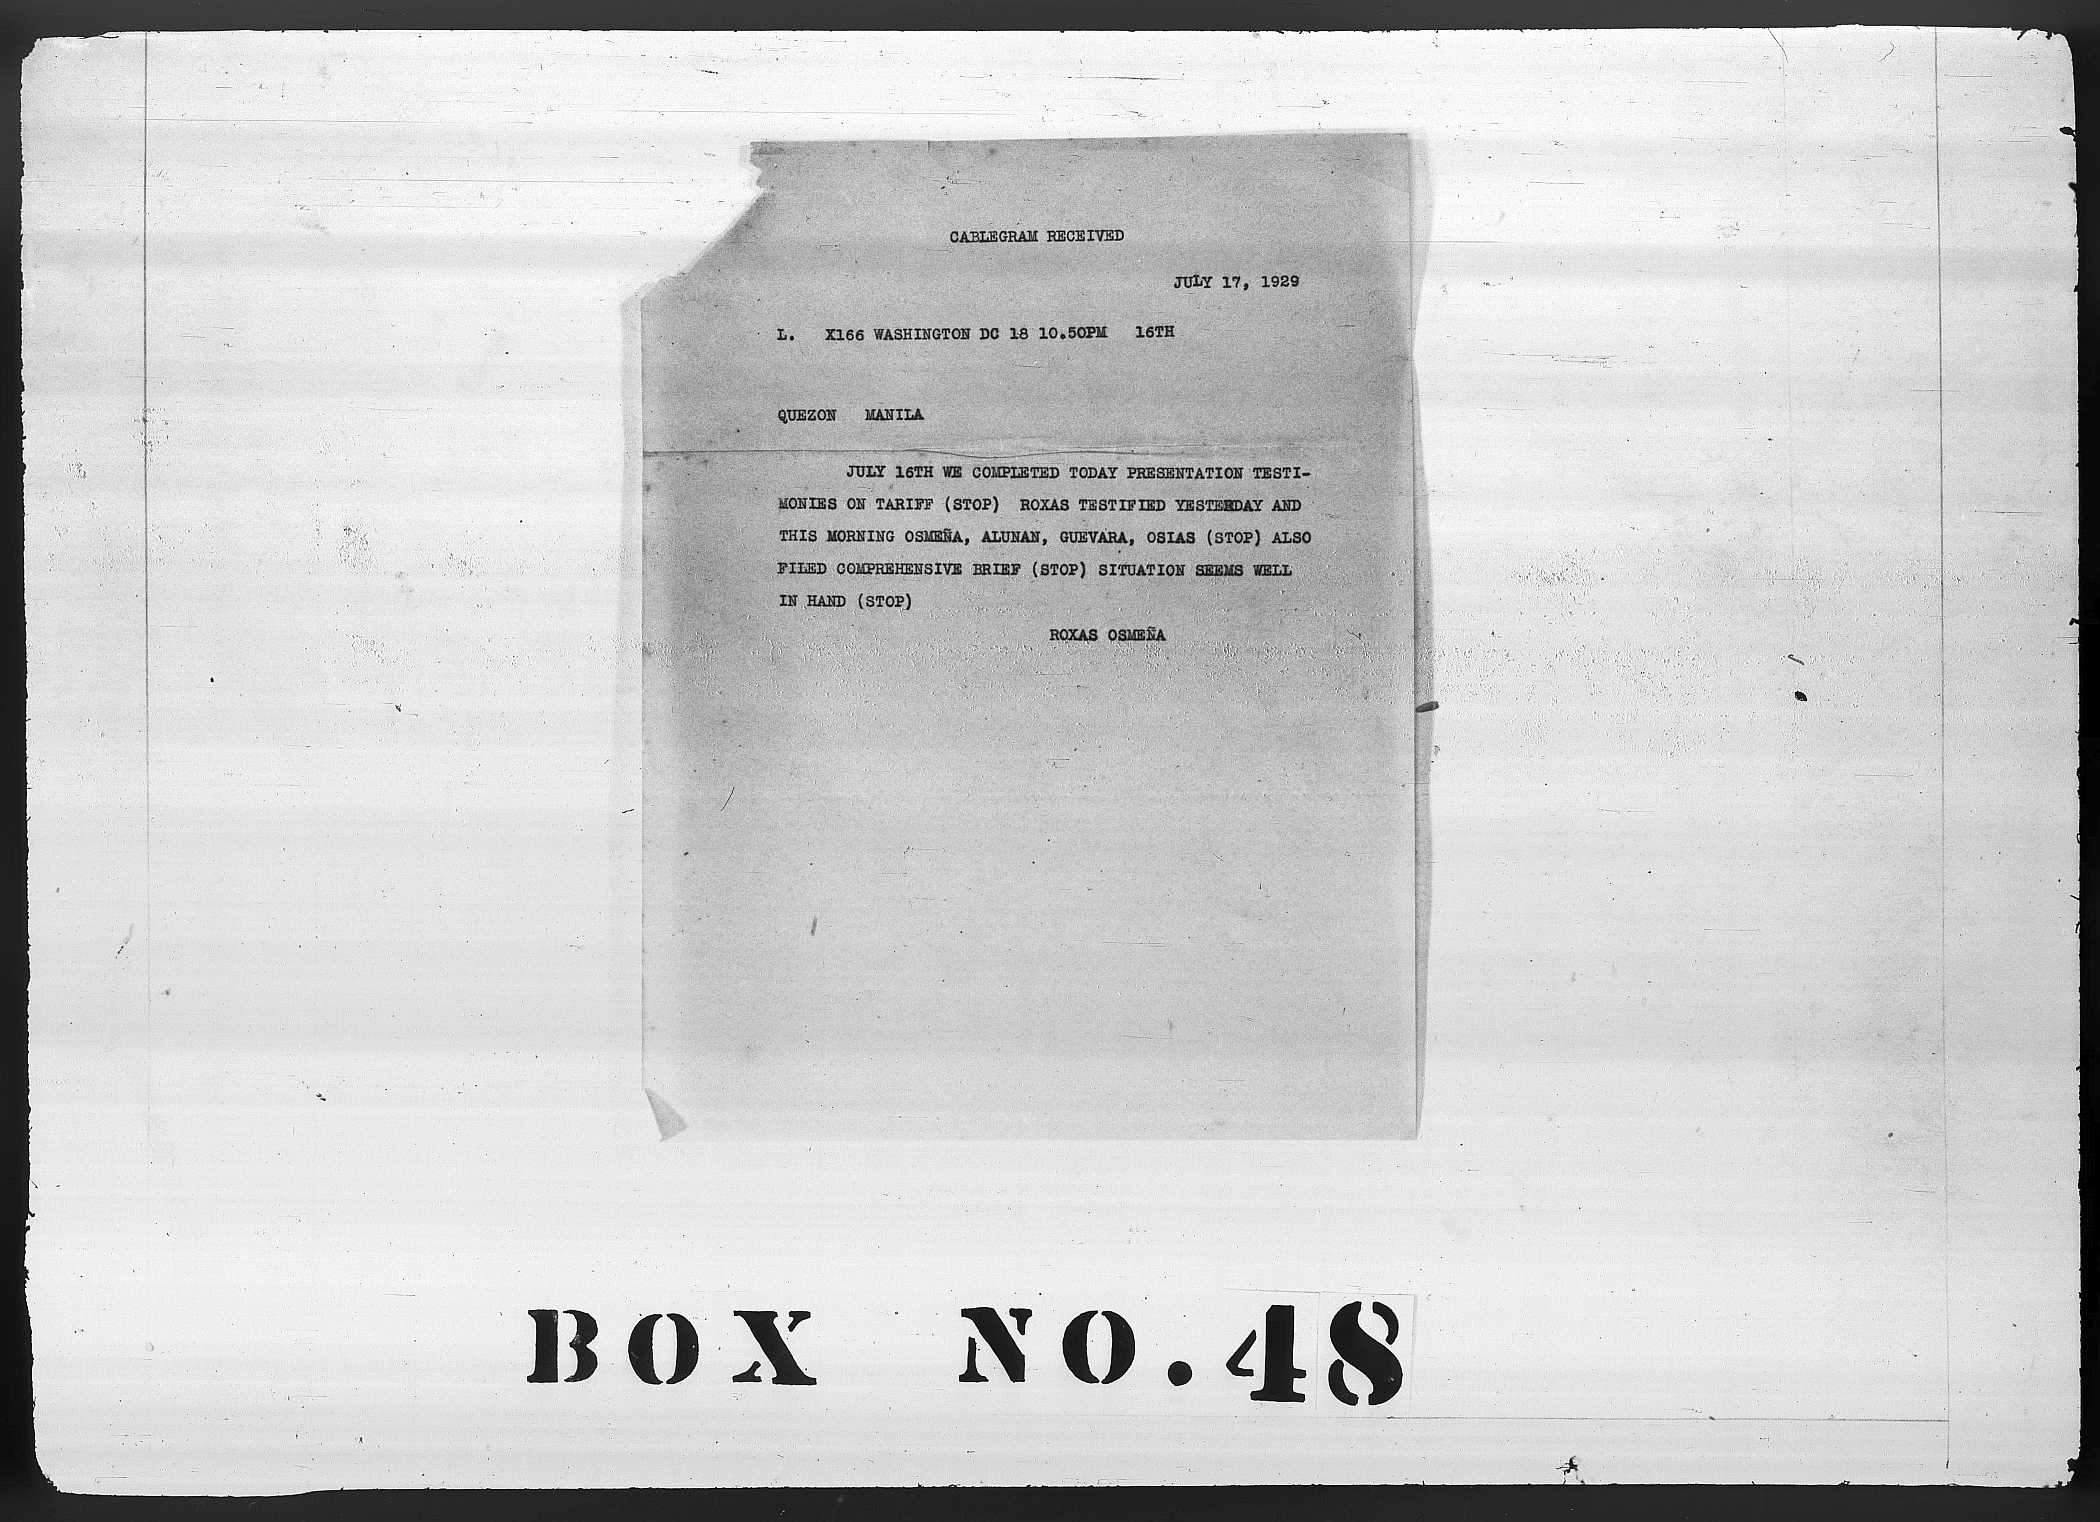 CABLEGRAM RECEIVED
JULY 17, 1929
L. X166 WASHINGTON DC 18 10.50PM 16TH
QUEZON MANILA
JULY 16TH WE COMPLETED TODAY PRESENTATION TESTI-
MONIES ON TARIFF (STOP) ROXAS TESTIFIED YESTERDAY AND
THIS MORNING OSMEÑA, ALUNAN, GUEVARA, OSIAS (STOP) ALSO
FILED COMPREHENSIVE BRIEF (STOP) SITUATION SEEMS WELL
IN HAND (STOP)
ROXAS OSMEÑA
BOX NO. 48